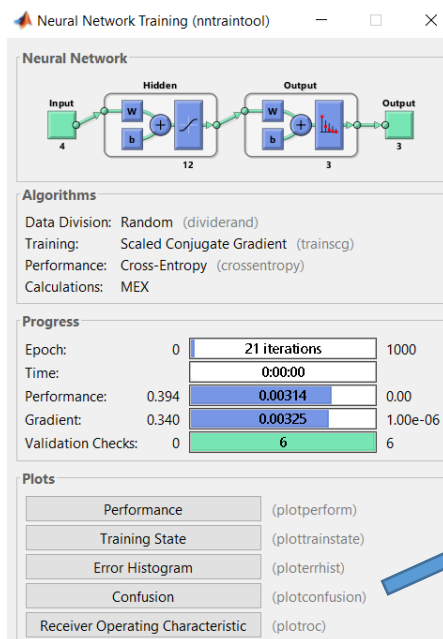 Neural Network Training (nntraintool)
Neural Network
Hidden Output
Input W b + W b + Output
4 12 3 3
Algorithms
Data Division: Random (dividerand)
Training: Scaled Conjugate Gradient (trainscg)
Performance: Cross-Entropy (crossentropy)
Calculations: MEX
Progress
Epoch: 0 21 iterations 1000
Time: 0:00:00
Performance: 0.394 0.00314 0.00
Gradient: 0.340 0.00325 1.00e-06
Validation Checks: 0 6 6
Plots
Performance (plotperform)
Training State (plottrainstate)
Error Histogram (ploterrhist)
Confusion (plotconfusion)
Receiver Operating Characteristic (plotroc)